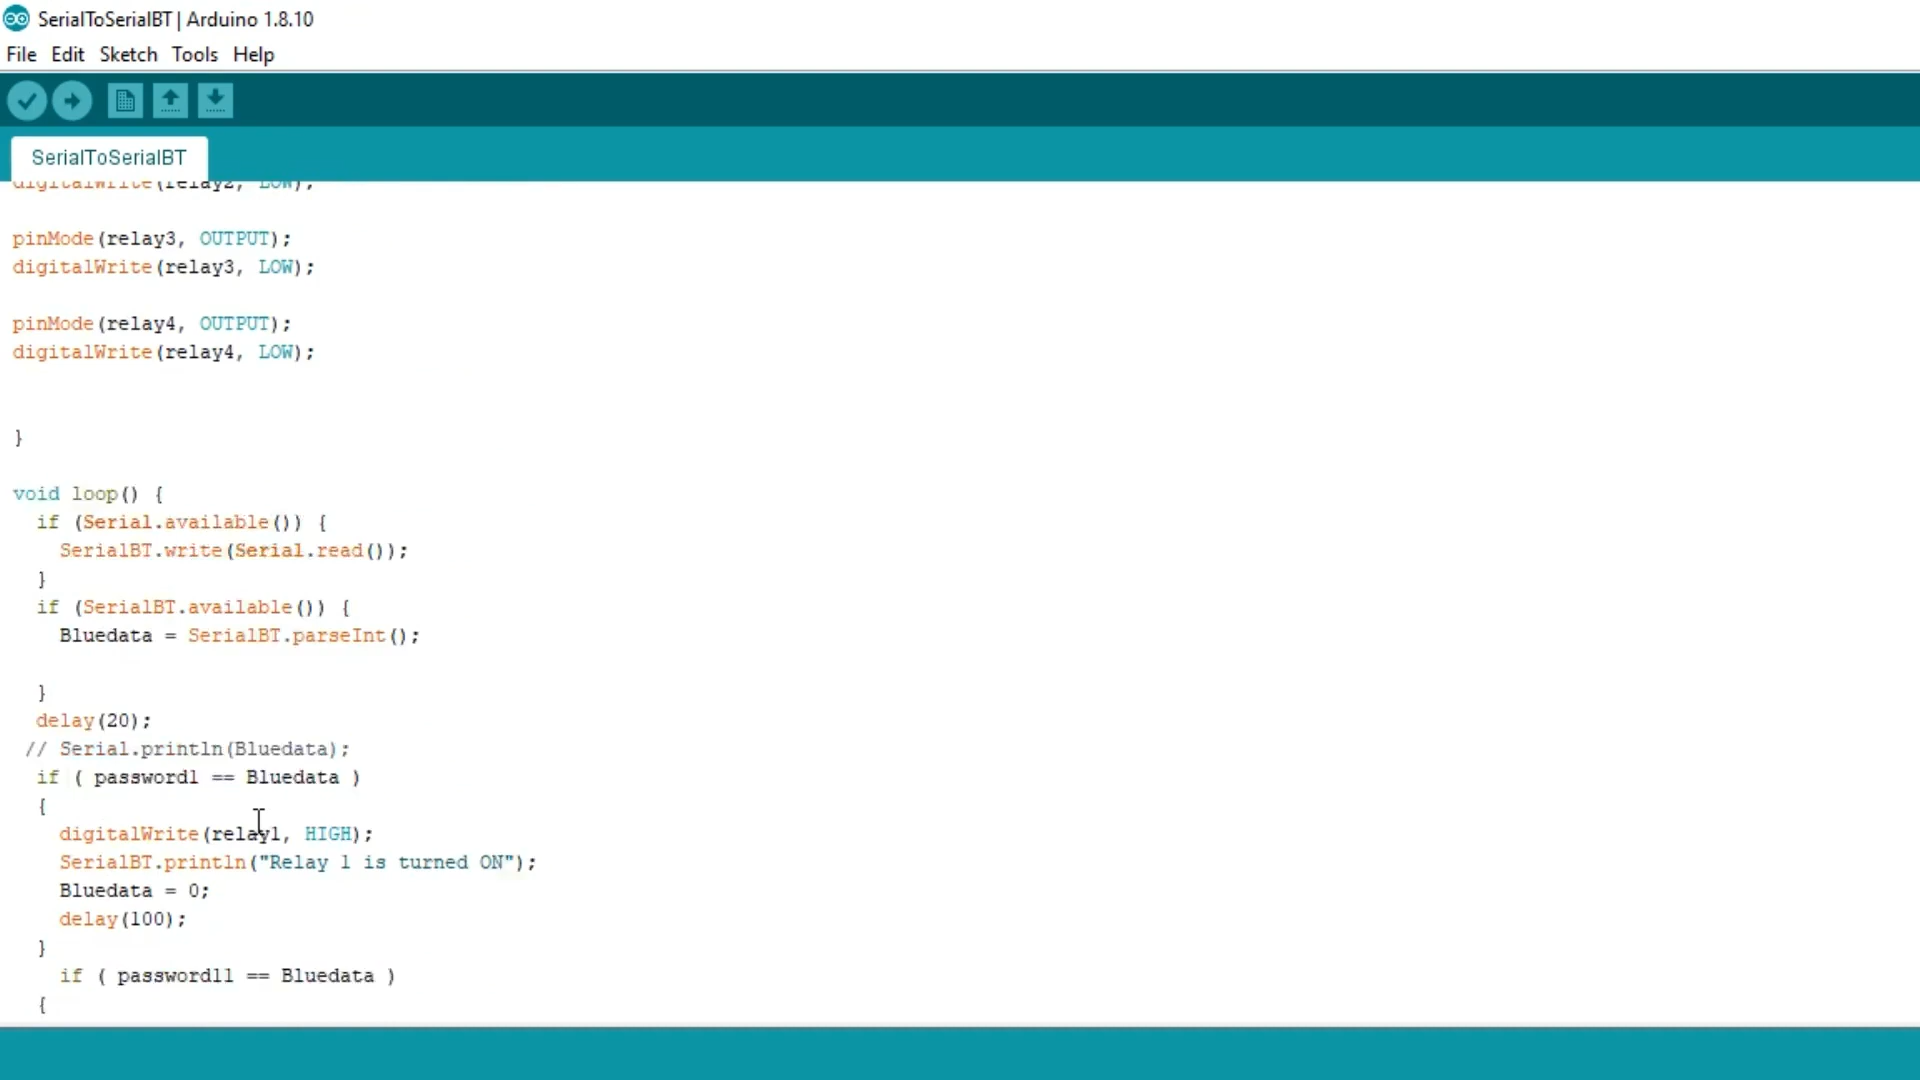 SerialToSerialBT | Arduino 1.8.10
File Edit Sketch Tools Help
SerialToSerialBT
digitalWrite(relay2, LOW);
pinMode(relay3, OUTPUT);
digitalWrite(relay3, LOW);
pinMode(relay4, OUTPUT);
digitalWrite(relay4, LOW);
}
void loop() {
if (Serial.available()) {
SerialBT.write(Serial.read());
}
if (SerialBT.available()) {
Bluedata = SerialBT.parseInt();
}
delay(20);
// Serial.println(Bluedata);
if ( password1 == Bluedata )
{
digitalWrite(relay1, HIGH);
SerialBT.println("Relay 1 is turned ON");
Bluedata = 0;
delay(100);
}
if ( password11 == Bluedata )
{